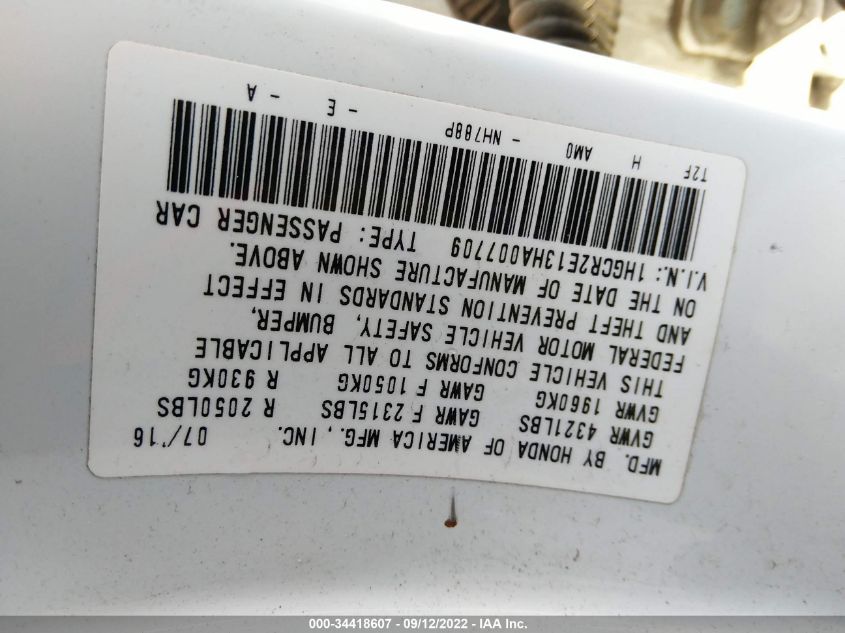 MFD. BY HONDA OF AMERICA MFG., INC. 07/'16
GVWR 4321LBS GAWR F 2315LBS R 2050LBS
GVWR 1960KG GAWR F 1050KG R 930KG
THIS VEHICLE CONFORMS TO ALL APPLICABLE
FEDERAL MOTOR VEHICLE SAFETY, BUMPER,
AND THEFT PREVENTION STANDARDS IN EFFECT
ON THE DATE OF MANUFACTURE SHOWN ABOVE.
V.I.N.: 1HGCR2E13HA007709 TYPE: PASSENGER CAR
T2F H AM0 - NH788P - E - A
000-34418607 - 09/12/2022 - IAA Inc.